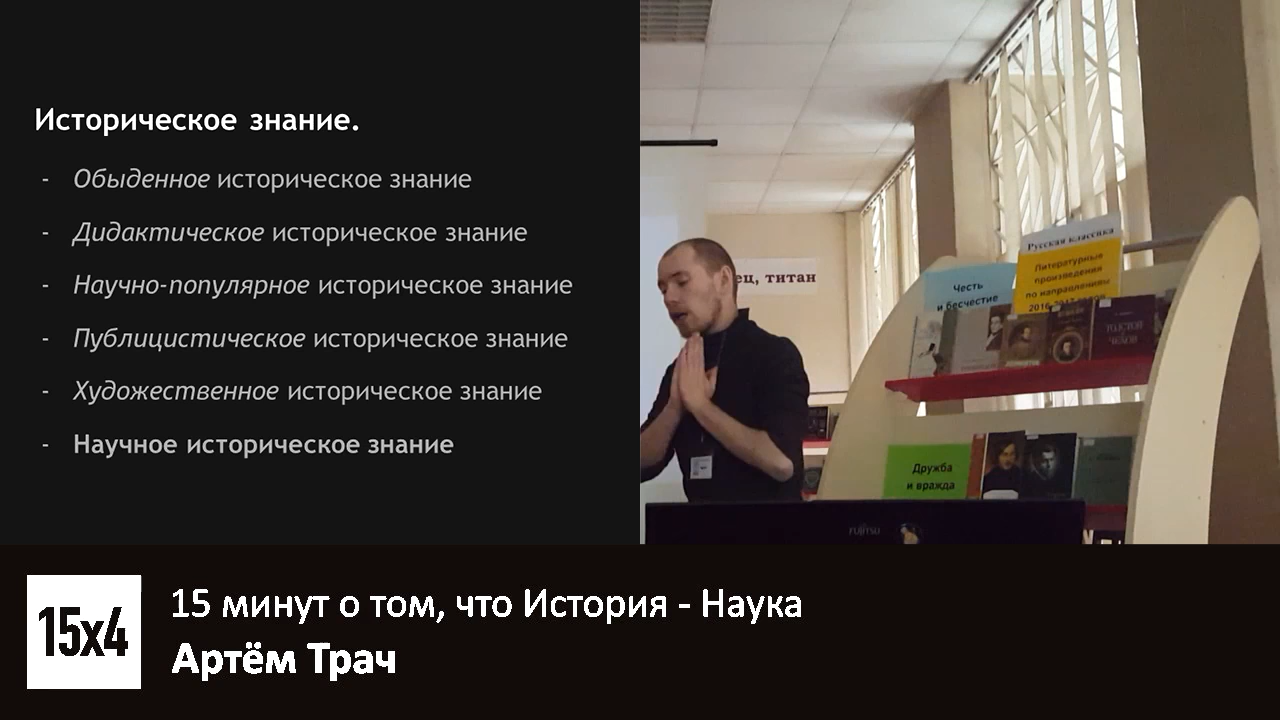 Историческое знание.
- Обыденное историческое знание
- Дидактическое историческое знание
- Научно-популярное историческое знание
- Публицистическое историческое знание
- Художественное историческое знание
- Научное историческое знание
ец, титан
Русская классика
Литературные
произведения
по направлениям
Честь
и бесчестие
ТОЛСТОЙ
ЧЕХОВ
Дружба
и вражда
FUJITSU
15x4
15 минут о том, что История - Наука
Артём Трач